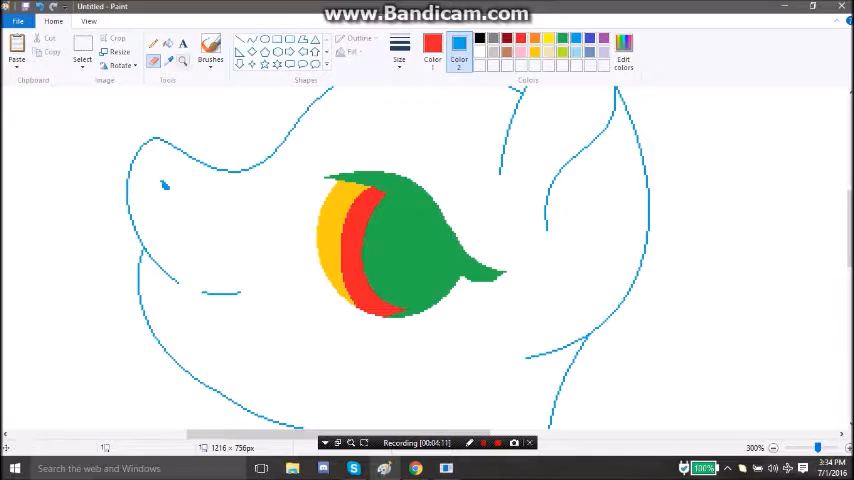 www.Bandicam.com
Untitled - Paint
File Home View
Paste
Cut
Copy
Clipboard
Select
Crop
Resize
Rotate
Image
A
Tools
Brushes
Outline
Fill
Shapes
Size
Color 1
Color 2
Edit colors
Colors
Recording [00:04:11]
1216 × 756px
300%
Search the web and Windows
100%
3:34 PM
7/1/2016